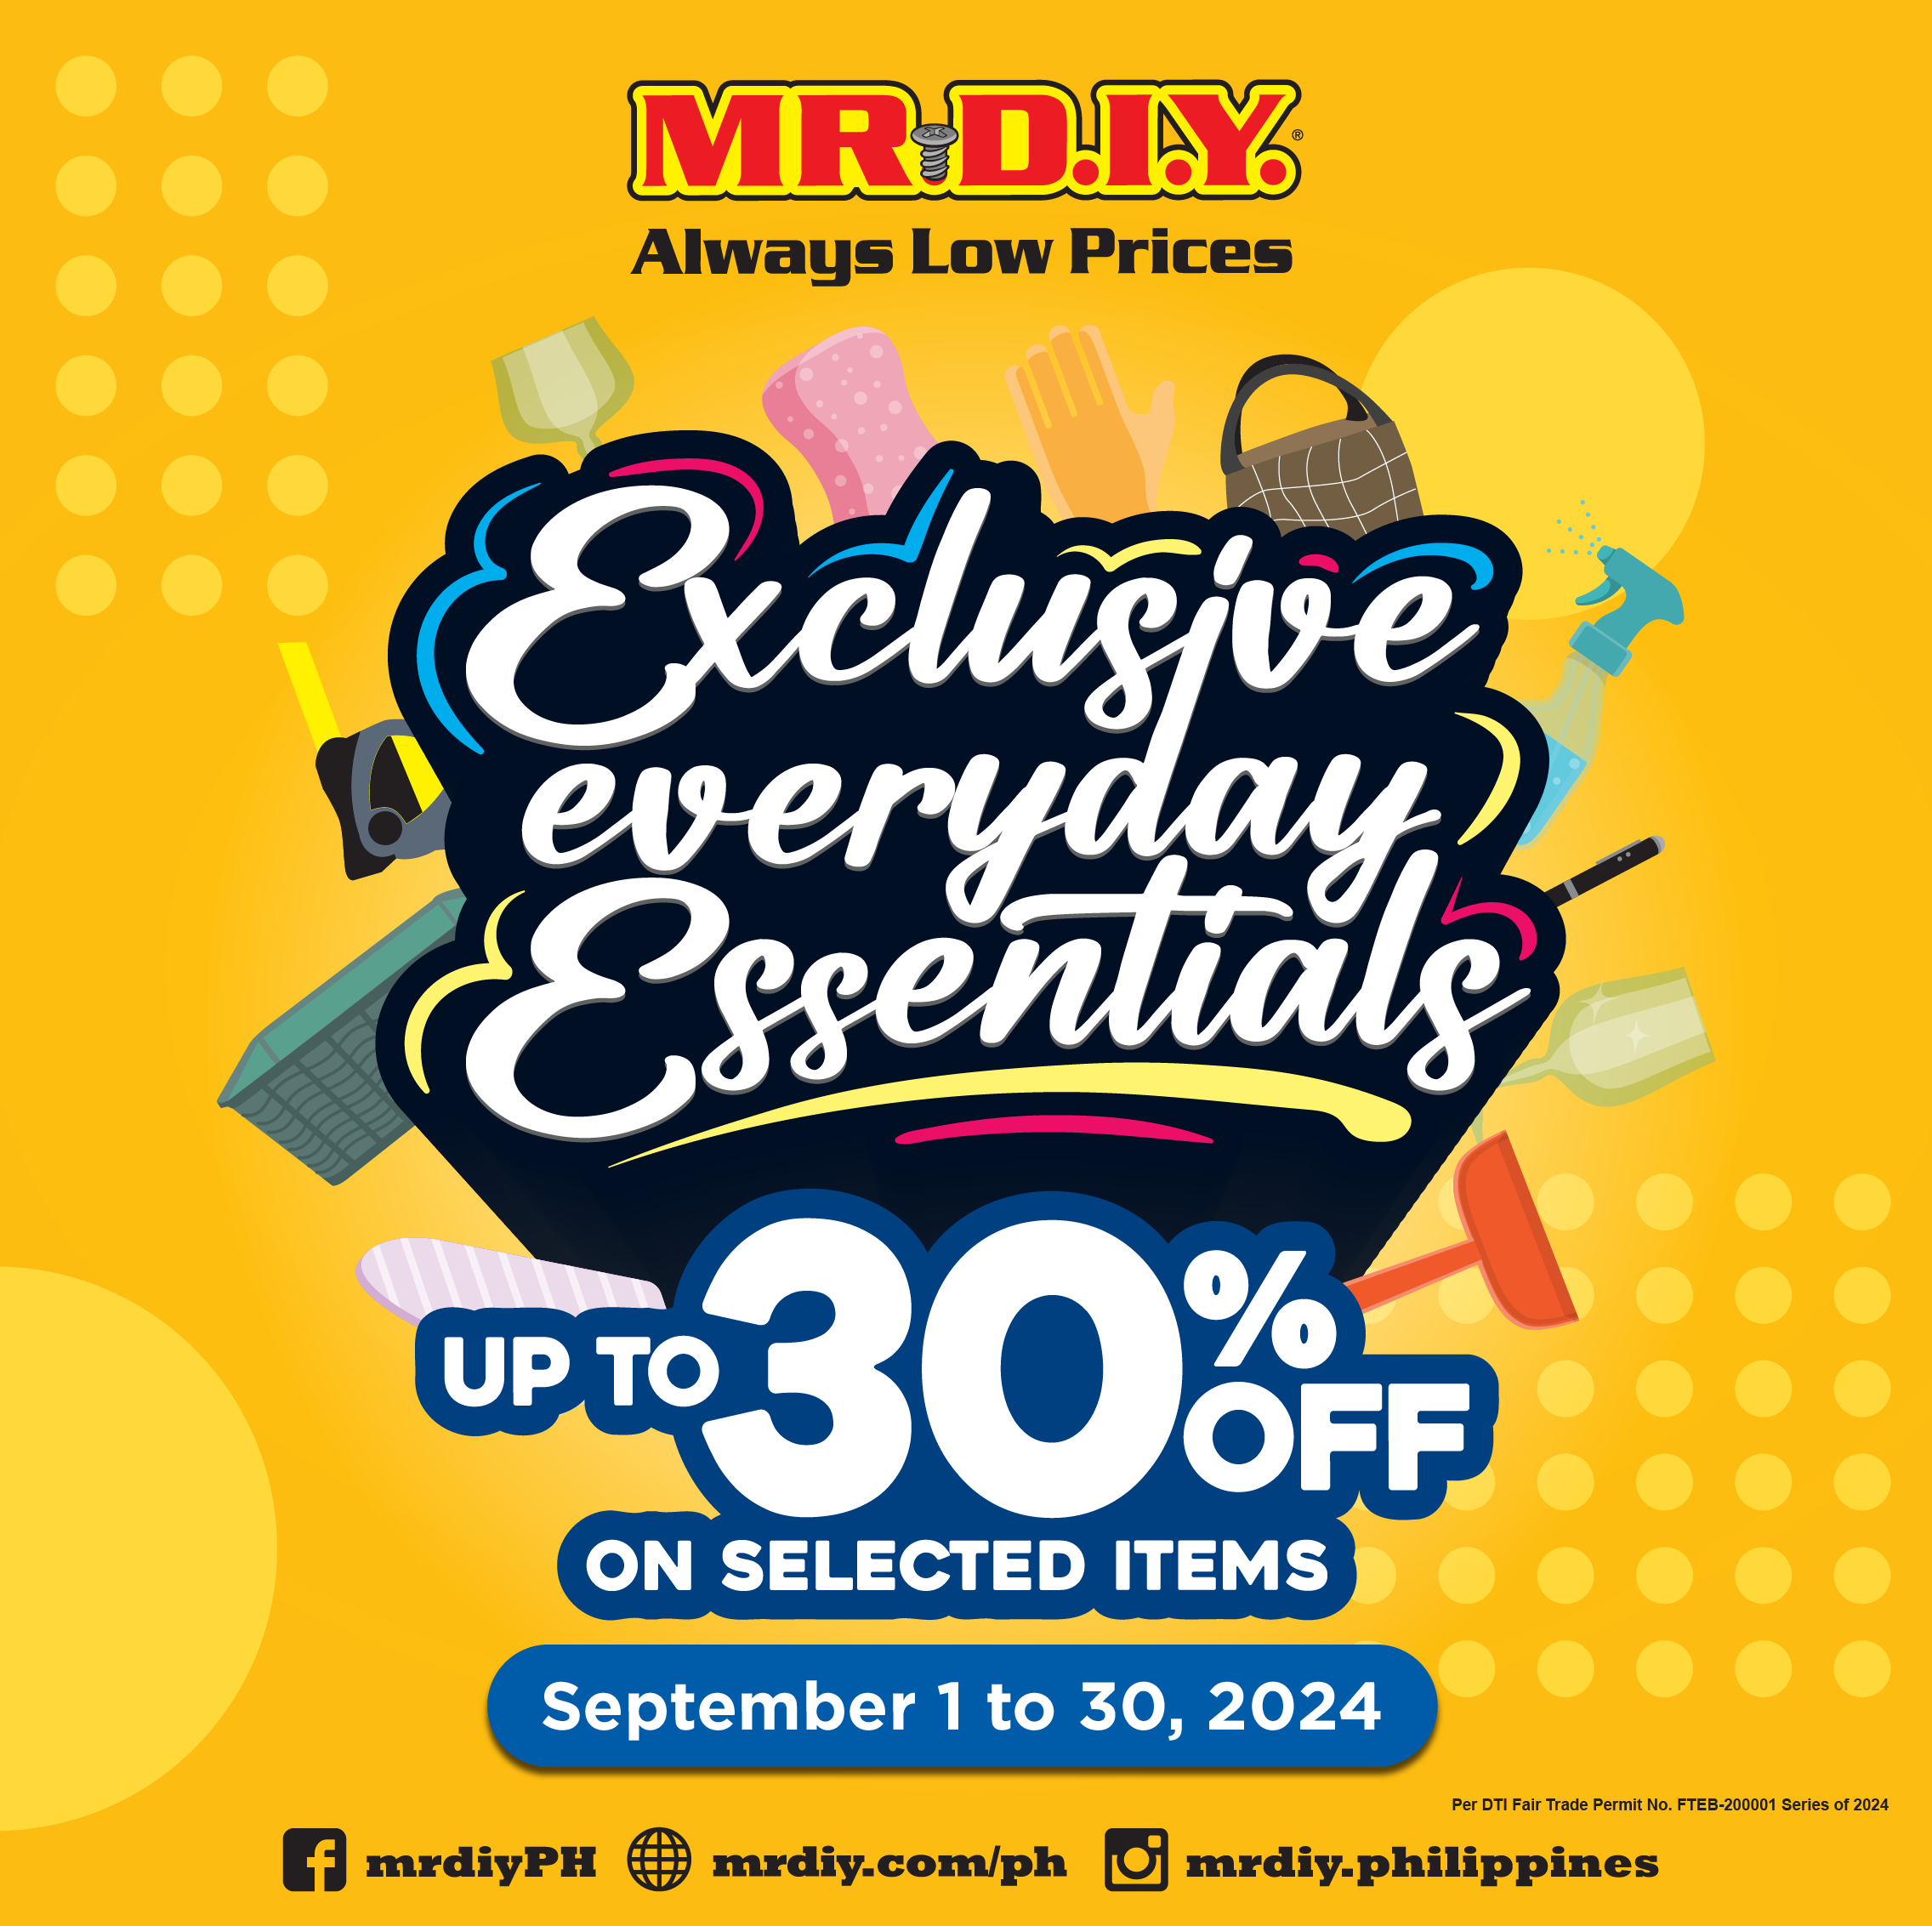 MR.D.I.Y.®
Always Low Prices
Exclusive
everyday
Essentials
UP TO 30% OFF
ON SELECTED ITEMS
September 1 to 30, 2024
Per DTI Fair Trade Permit No. FTEB-200001 Series of 2024
mrdiyPH mrdiy.com/ph mrdiy.philippines